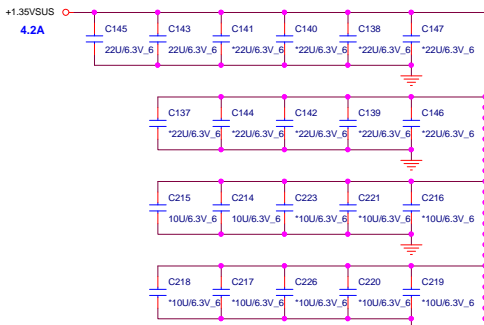 +1.35VSUS
4.2A
C145 C143 C141 C140 C138 C147
22U/6.3V_6 22U/6.3V_6 *22U/6.3V_6 *22U/6.3V_6 *22U/6.3V_6 *22U/6.3V_6
C137 C144 C142 C139 C146
*22U/6.3V_6 *22U/6.3V_6 *22U/6.3V_6 *22U/6.3V_6 *22U/6.3V_6
C215 C214 C223 C221 C216
10U/6.3V_6 10U/6.3V_6 *10U/6.3V_6 *10U/6.3V_6 *10U/6.3V_6
C218 C217 C226 C220 C219
*10U/6.3V_6 *10U/6.3V_6 *10U/6.3V_6 *10U/6.3V_6 *10U/6.3V_6